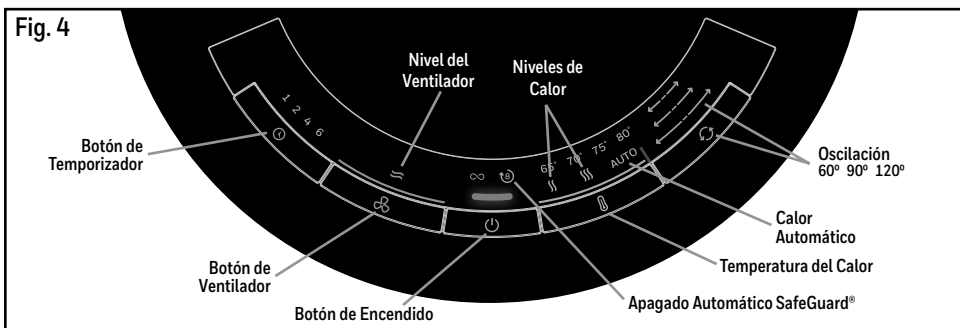 Fig. 4
Nivel del
Ventilador
Niveles de
Calor
1 2 4 6
∞ 8
65° 70° 75° 80°
AUTO
Botón de
Temporizador
Oscilación
60º 90º 120º
Calor
Automático
Botón de
Ventilador
Temperatura del Calor
Botón de Encendido
Apagado Automático SafeGuard®